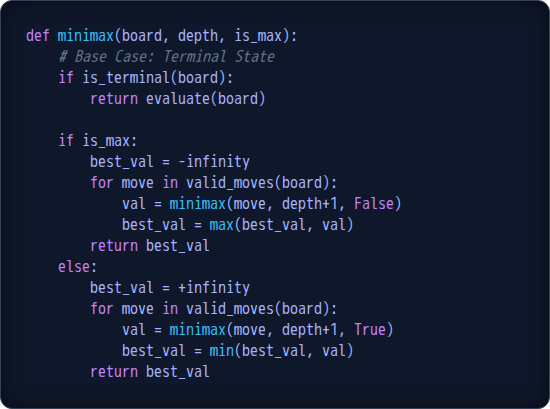 def minimax(board, depth, is_max):
    # Base Case: Terminal State
    if is_terminal(board):
        return evaluate(board)

    if is_max:
        best_val = -infinity
        for move in valid_moves(board):
            val = minimax(move, depth+1, False)
            best_val = max(best_val, val)
        return best_val
    else:
        best_val = +infinity
        for move in valid_moves(board):
            val = minimax(move, depth+1, True)
            best_val = min(best_val, val)
        return best_val